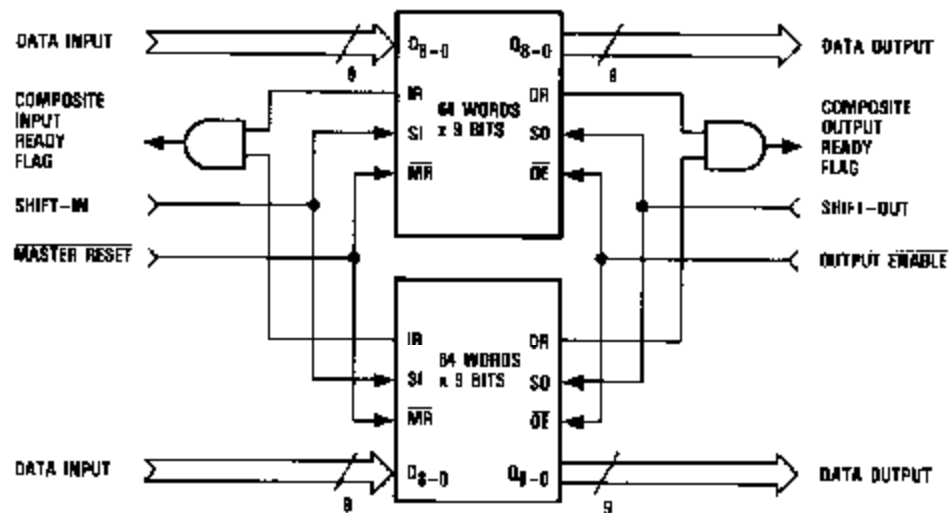 DATA INPUT
9
D8–0
Q8–0
9
DATA OUTPUT
COMPOSITE
INPUT
READY
FLAG
IR
64 WORDS
x 9 BITS
OR
COMPOSITE
OUTPUT
READY
FLAG
SI
SO
MR
OE
SHIFT–IN
SHIFT–OUT
MASTER RESET
OUTPUT ENABLE
IR
64 WORDS
x 9 BITS
OR
SI
SO
MR
OE
DATA INPUT
9
D8–0
Q8–0
9
DATA OUTPUT